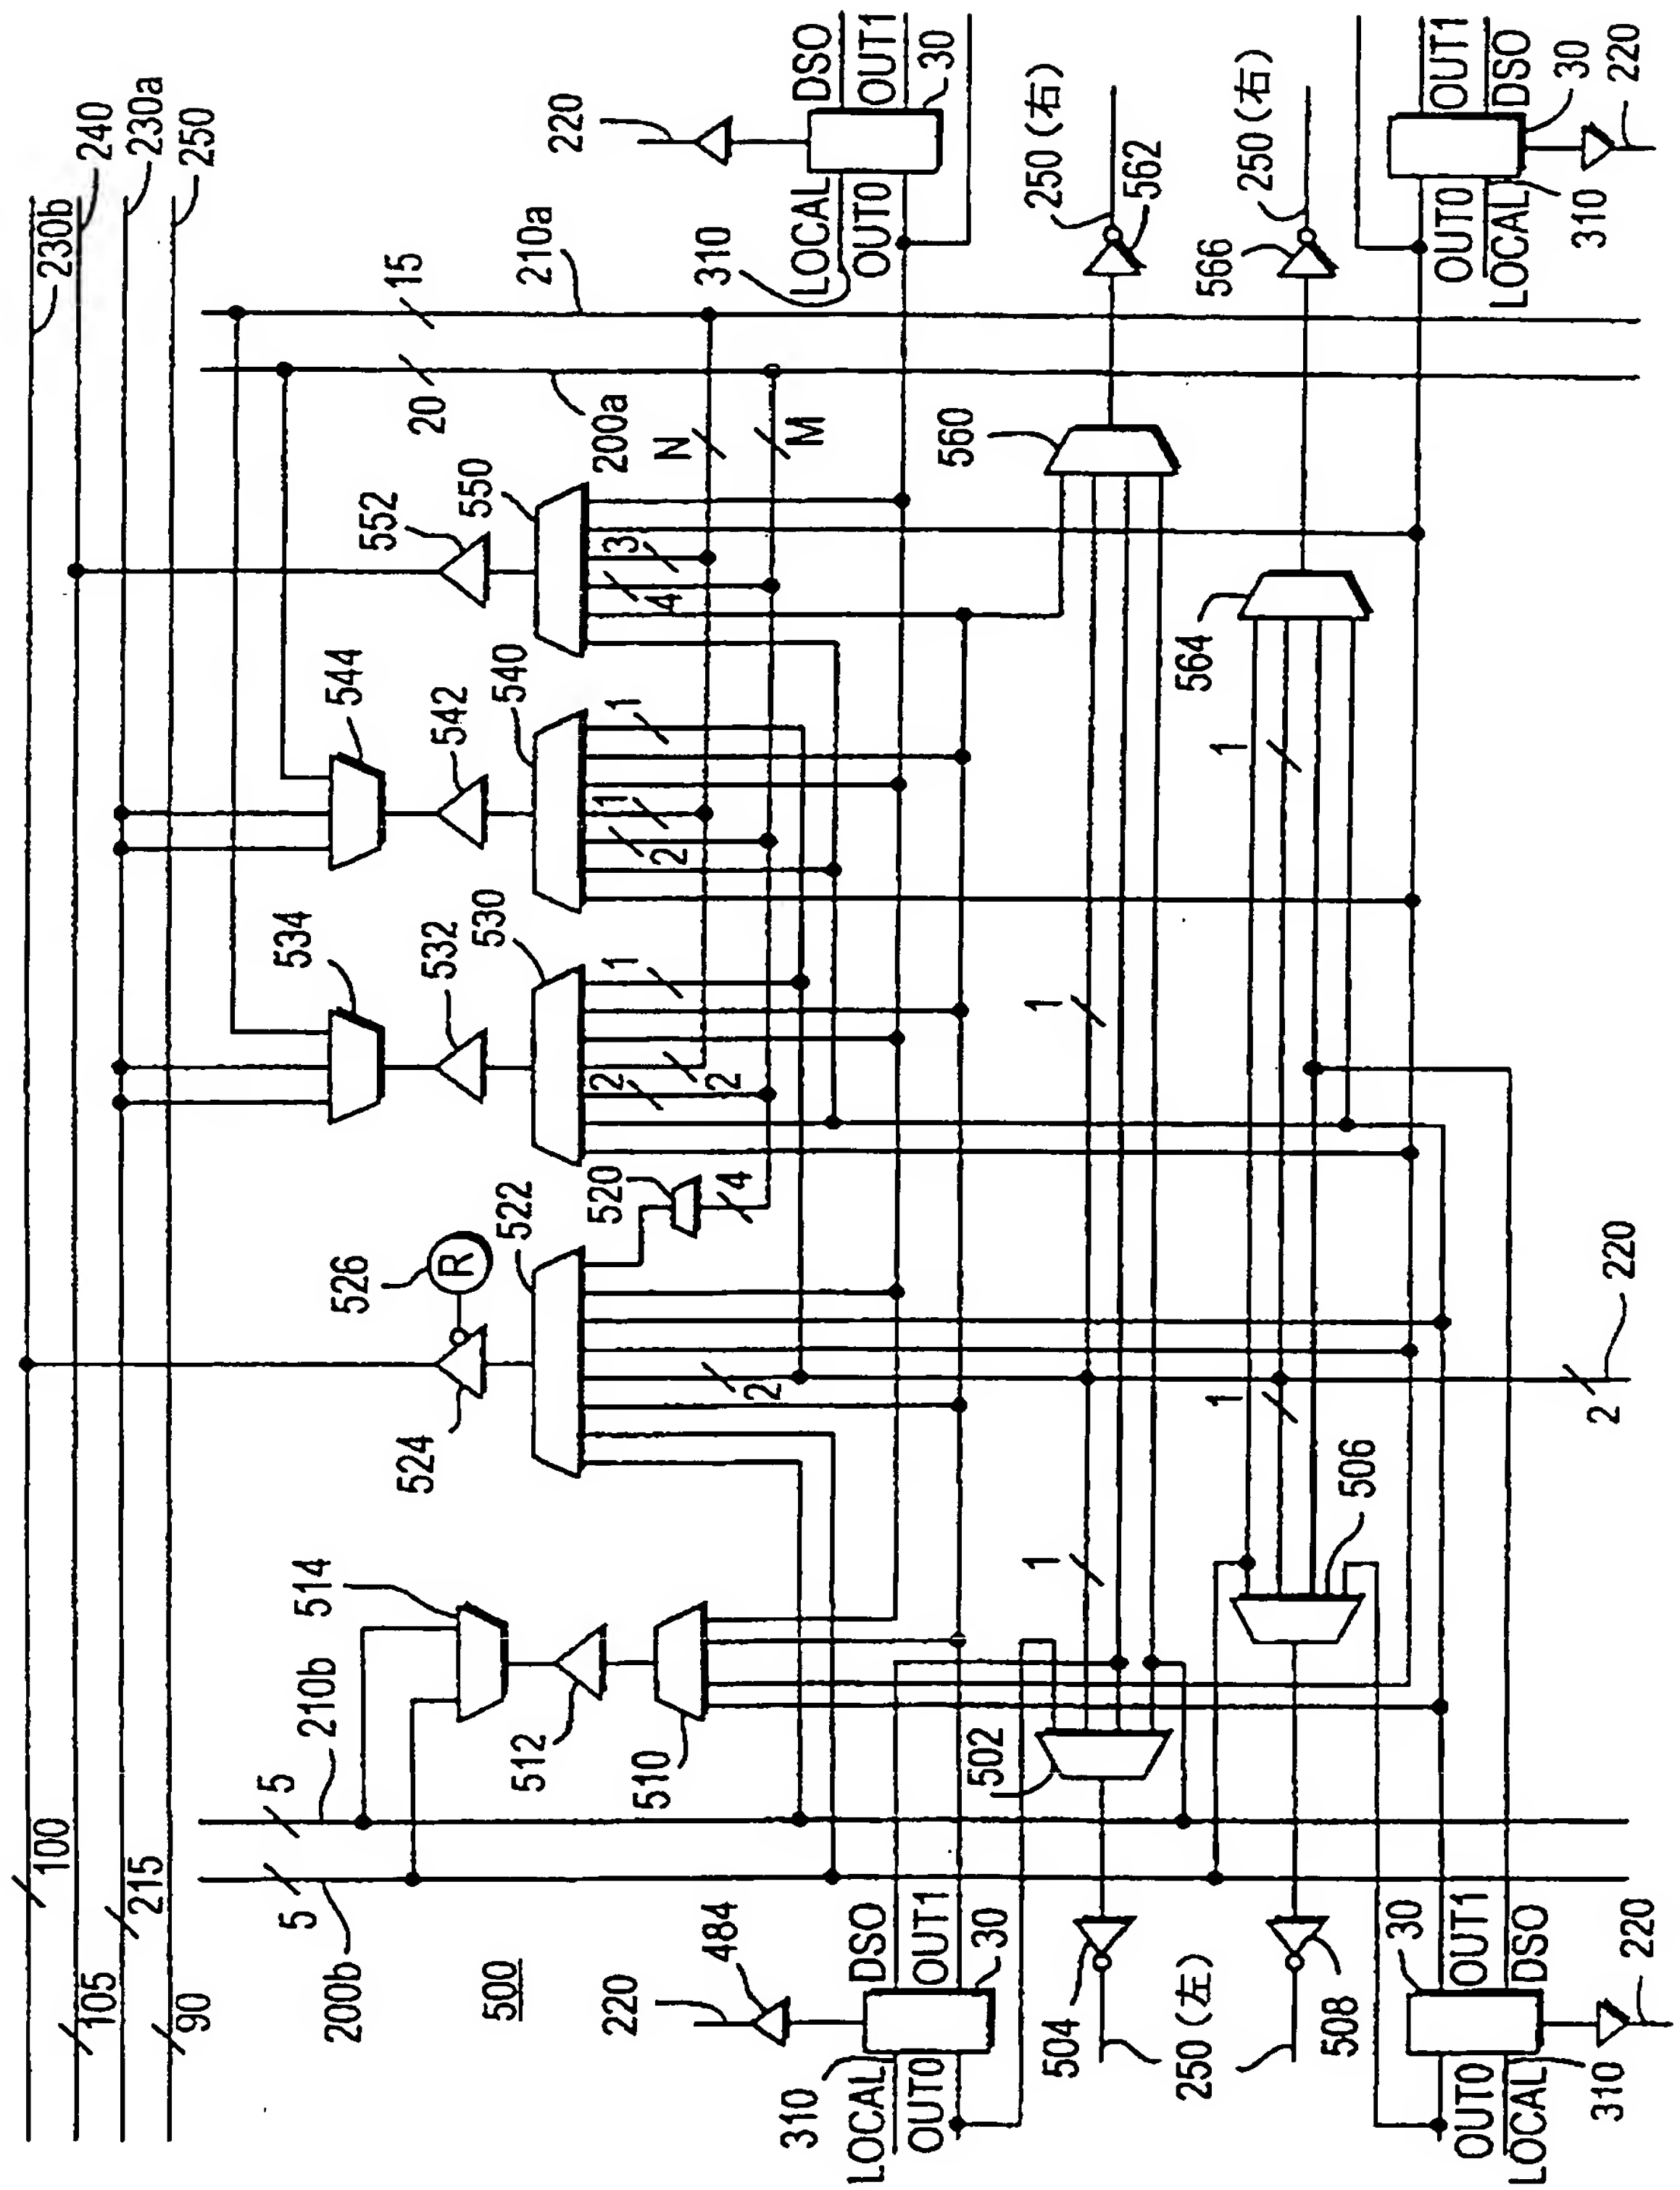 100
105
215
90
230b
240
230a
250
5
210b
5
200b
500
514
512
510
524
526
R
522
520
4
2
534
532
530
1
2
2
544
542
540
1
1
2
552
550
3
4
20
15
210a
200a
N
M
220
484
DSO
OUT1
30
310
LOCAL
OUT0
220
DSO
OUT1
30
310
LOCAL
OUT0
502
504
250 (左)
508
506
1
1
1
1
560
250 (右)
562
564
250 (右)
566
2
220
30
OUT1
DSO
220
OUT0
LOCAL
310
OUT1
DSO
30
220
OUT0
LOCAL
310